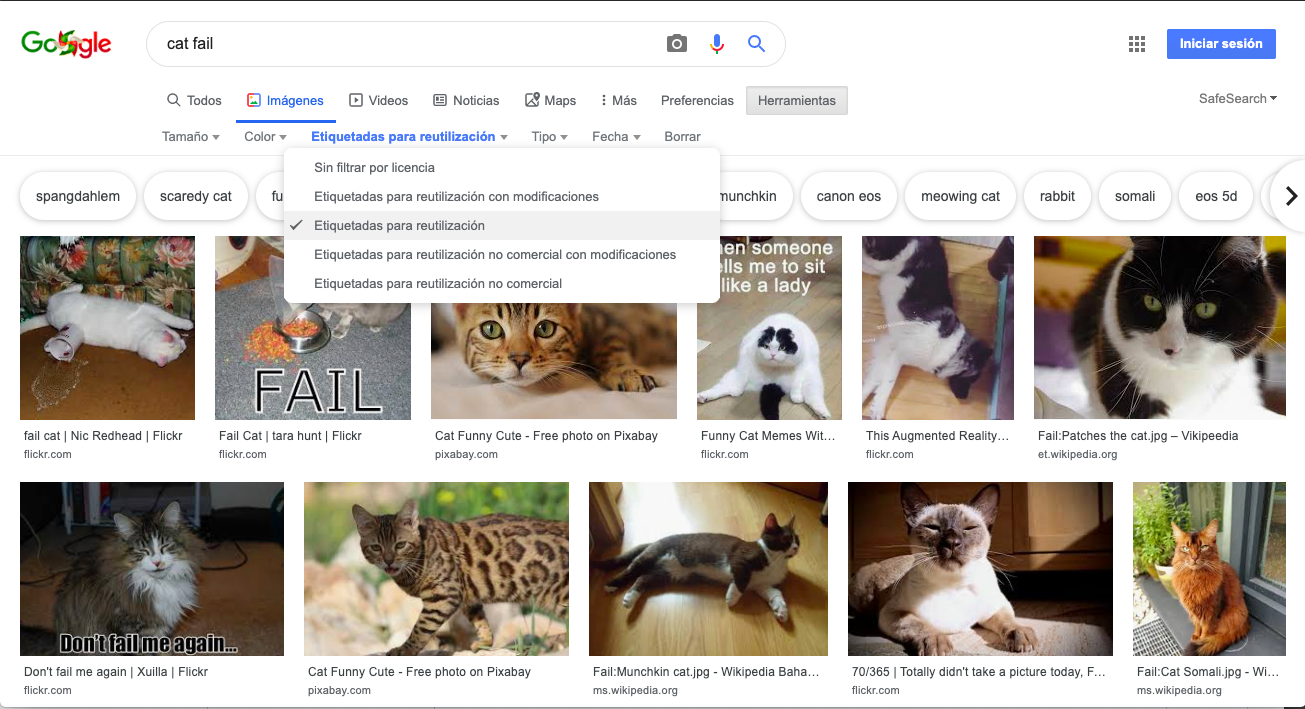 Google
cat fail
Iniciar sesión
Todos
Imágenes
Videos
Noticias
Maps
Más
Preferencias
Herramientas
SafeSearch
Tamaño
Color
Etiquetadas para reutilización
Tipo
Fecha
Borrar
Sin filtrar por licencia
Etiquetadas para reutilización con modificaciones
Etiquetadas para reutilización
Etiquetadas para reutilización no comercial con modificaciones
Etiquetadas para reutilización no comercial
spangdahlem
scaredy cat
fu
munchkin
canon eos
meowing cat
rabbit
somali
eos 5d
en someone
lls me to sit
like a lady
FAIL
fail cat | Nic Redhead | Flickr
flickr.com
Fail Cat | tara hunt | Flickr
flickr.com
Cat Funny Cute - Free photo on Pixabay
pixabay.com
Funny Cat Memes Wit...
flickr.com
This Augmented Reality...
flickr.com
Fail:Patches the cat.jpg – Vikipeedia
et.wikipedia.org
Don't fail me again...
Don't fail me again | Xuilla | Flickr
flickr.com
Cat Funny Cute - Free photo on Pixabay
pixabay.com
Fail:Munchkin cat.jpg - Wikipedia Baha...
ms.wikipedia.org
70/365 | Totally didn't take a picture today, F...
flickr.com
Fail:Cat Somali.jpg - Wi...
ms.wikipedia.org